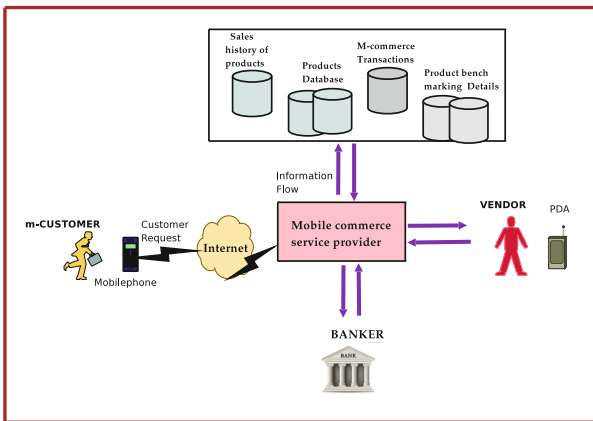 Sales
history of
products
Products
Database
M-commerce
Transactions
Product bench
marking Details
Information
Flow
m-CUSTOMER
Customer
Request
Mobilephone
Internet
Mobile commerce
service provider
VENDOR
PDA
BANKER
BANK